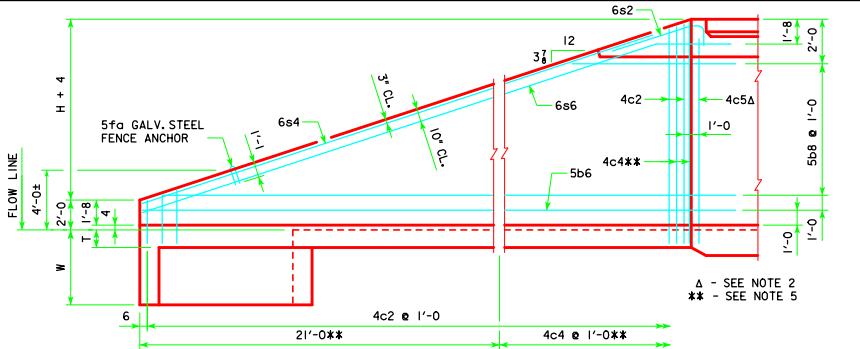 6s2
12
3 7/8
1'-8
2'-0
H + 4
3" CL.
4c2
4c5Δ
6s6
5fa GALV. STEEL
FENCE ANCHOR
6s4
1'-1
10" CL.
1'-0
5b8 @ 1'-0
4c4**
5b6
FLOW LINE
4'-0±
2'-0
1'-8
4
T
W
1'-0
1'-0
Δ - SEE NOTE 2
** - SEE NOTE 5
6
4c2 @ 1'-0
21'-0**
4c4 @ 1'-0**